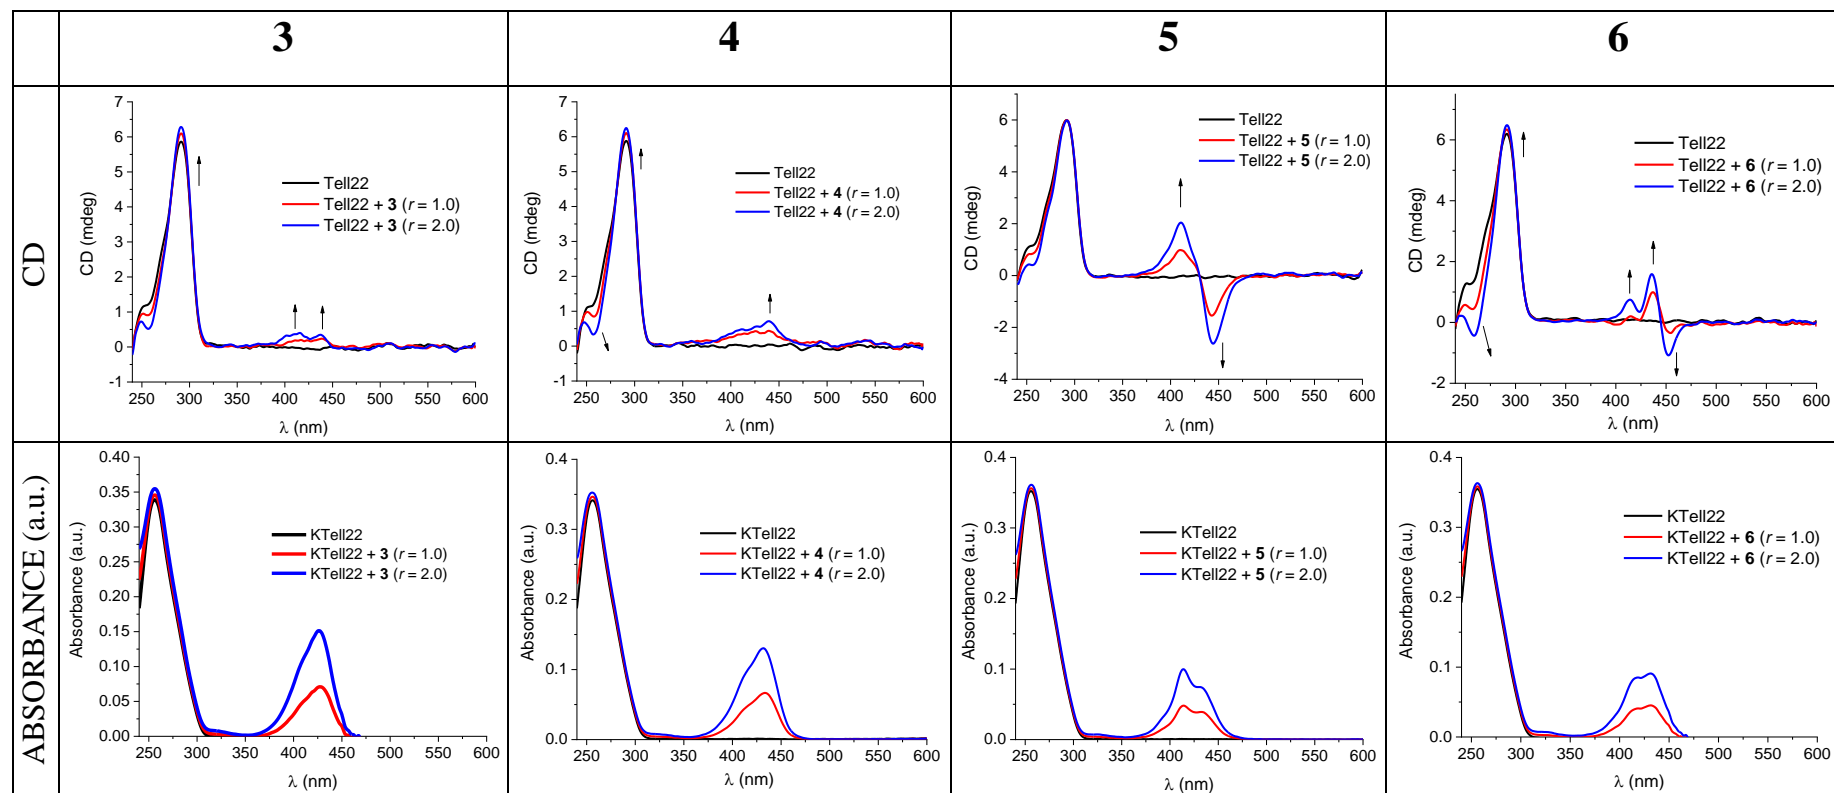 3 4 5 6
CD
7
6
5
4
3
2
1
0
-1
250 300 350 400 450 500 550 600
CD (mdeg)
λ (nm)
Tell22
Tell22 + 3 (r = 1.0)
Tell22 + 3 (r = 2.0)
7
6
5
4
3
2
1
0
-1
250 300 350 400 450 500 550 600
CD (mdeg)
λ (nm)
Tell22
Tell22 + 4 (r = 1.0)
Tell22 + 4 (r = 2.0)
6
4
2
0
-2
-4
250 300 350 400 450 500 550 600
CD (mdeg)
λ (nm)
Tell22
Tell22 + 5 (r = 1.0)
Tell22 + 5 (r = 2.0)
6
4
2
0
-2
250 300 350 400 450 500 550 600
CD (mdeg)
λ (nm)
Tell22
Tell22 + 6 (r = 1.0)
Tell22 + 6 (r = 2.0)
ABSORBANCE (a.u.)
0.40
0.35
0.30
0.25
0.20
0.15
0.10
0.05
0.00
250 300 350 400 450 500 550 600
Absorbance (a.u.)
λ (nm)
KTell22
KTell22 + 3 (r = 1.0)
KTell22 + 3 (r = 2.0)
0.4
0.3
0.2
0.1
0.0
250 300 350 400 450 500 550 600
Absorbance (a.u.)
λ (nm)
KTell22
KTell22 + 4 (r = 1.0)
KTell22 + 4 (r = 2.0)
0.4
0.3
0.2
0.1
0.0
250 300 350 400 450 500 550 600
Absorbance (a.u.)
λ (nm)
KTell22
KTell22 + 5 (r = 1.0)
KTell22 + 5 (r = 2.0)
0.4
0.3
0.2
0.1
0.0
250 300 350 400 450 500 550 600
Absorbance (a.u.)
λ (nm)
KTell22
KTell22 + 6 (r = 1.0)
KTell22 + 6 (r = 2.0)